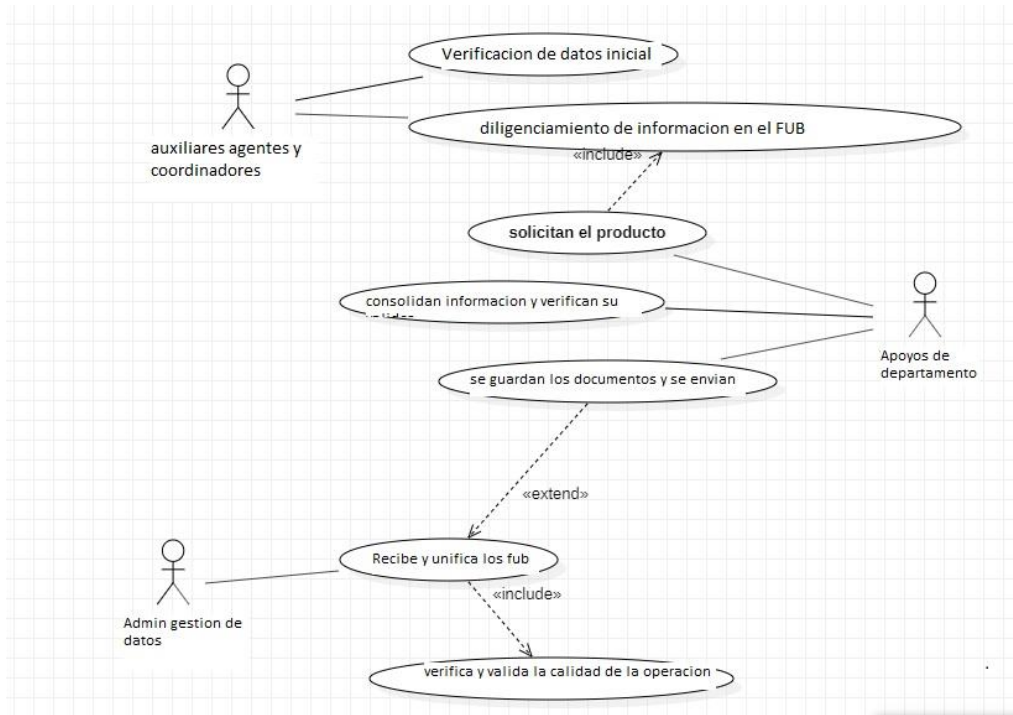 Verificacion de datos inicial
diligenciamiento de informacion en el FUB
«include»
auxiliares agentes y
coordinadores
solicitan el producto
consolidan informacion y verifican su
se guardan los documentos y se envian
Apoyos de
departamento
«extend»
Recibe y unifica los fub
«include»
Admin gestion de
datos
verifica y valida la calidad de la operacion